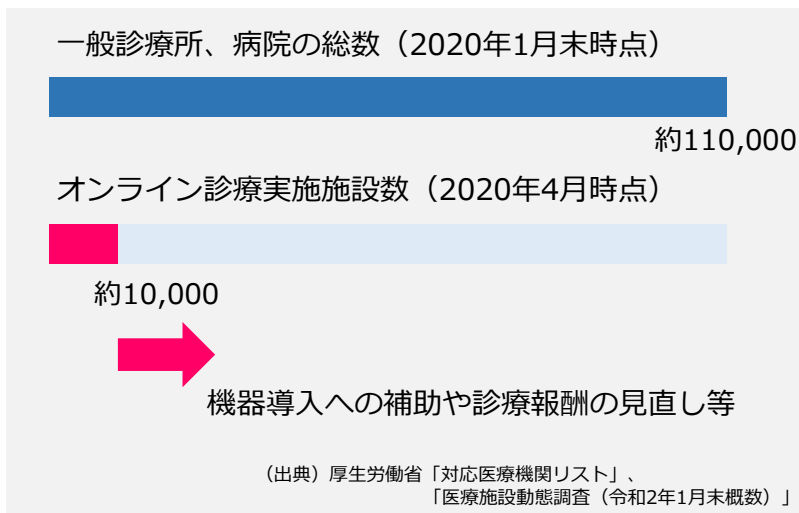 一般診療所、病院の総数（2020年1月末時点）
約110,000
オンライン診療実施施設数（2020年4月時点）
約10,000
機器導入への補助や診療報酬の見直し等
（出典）厚生労働省「対応医療機関リスト」、
「医療施設動態調査（令和2年1月末概数）」